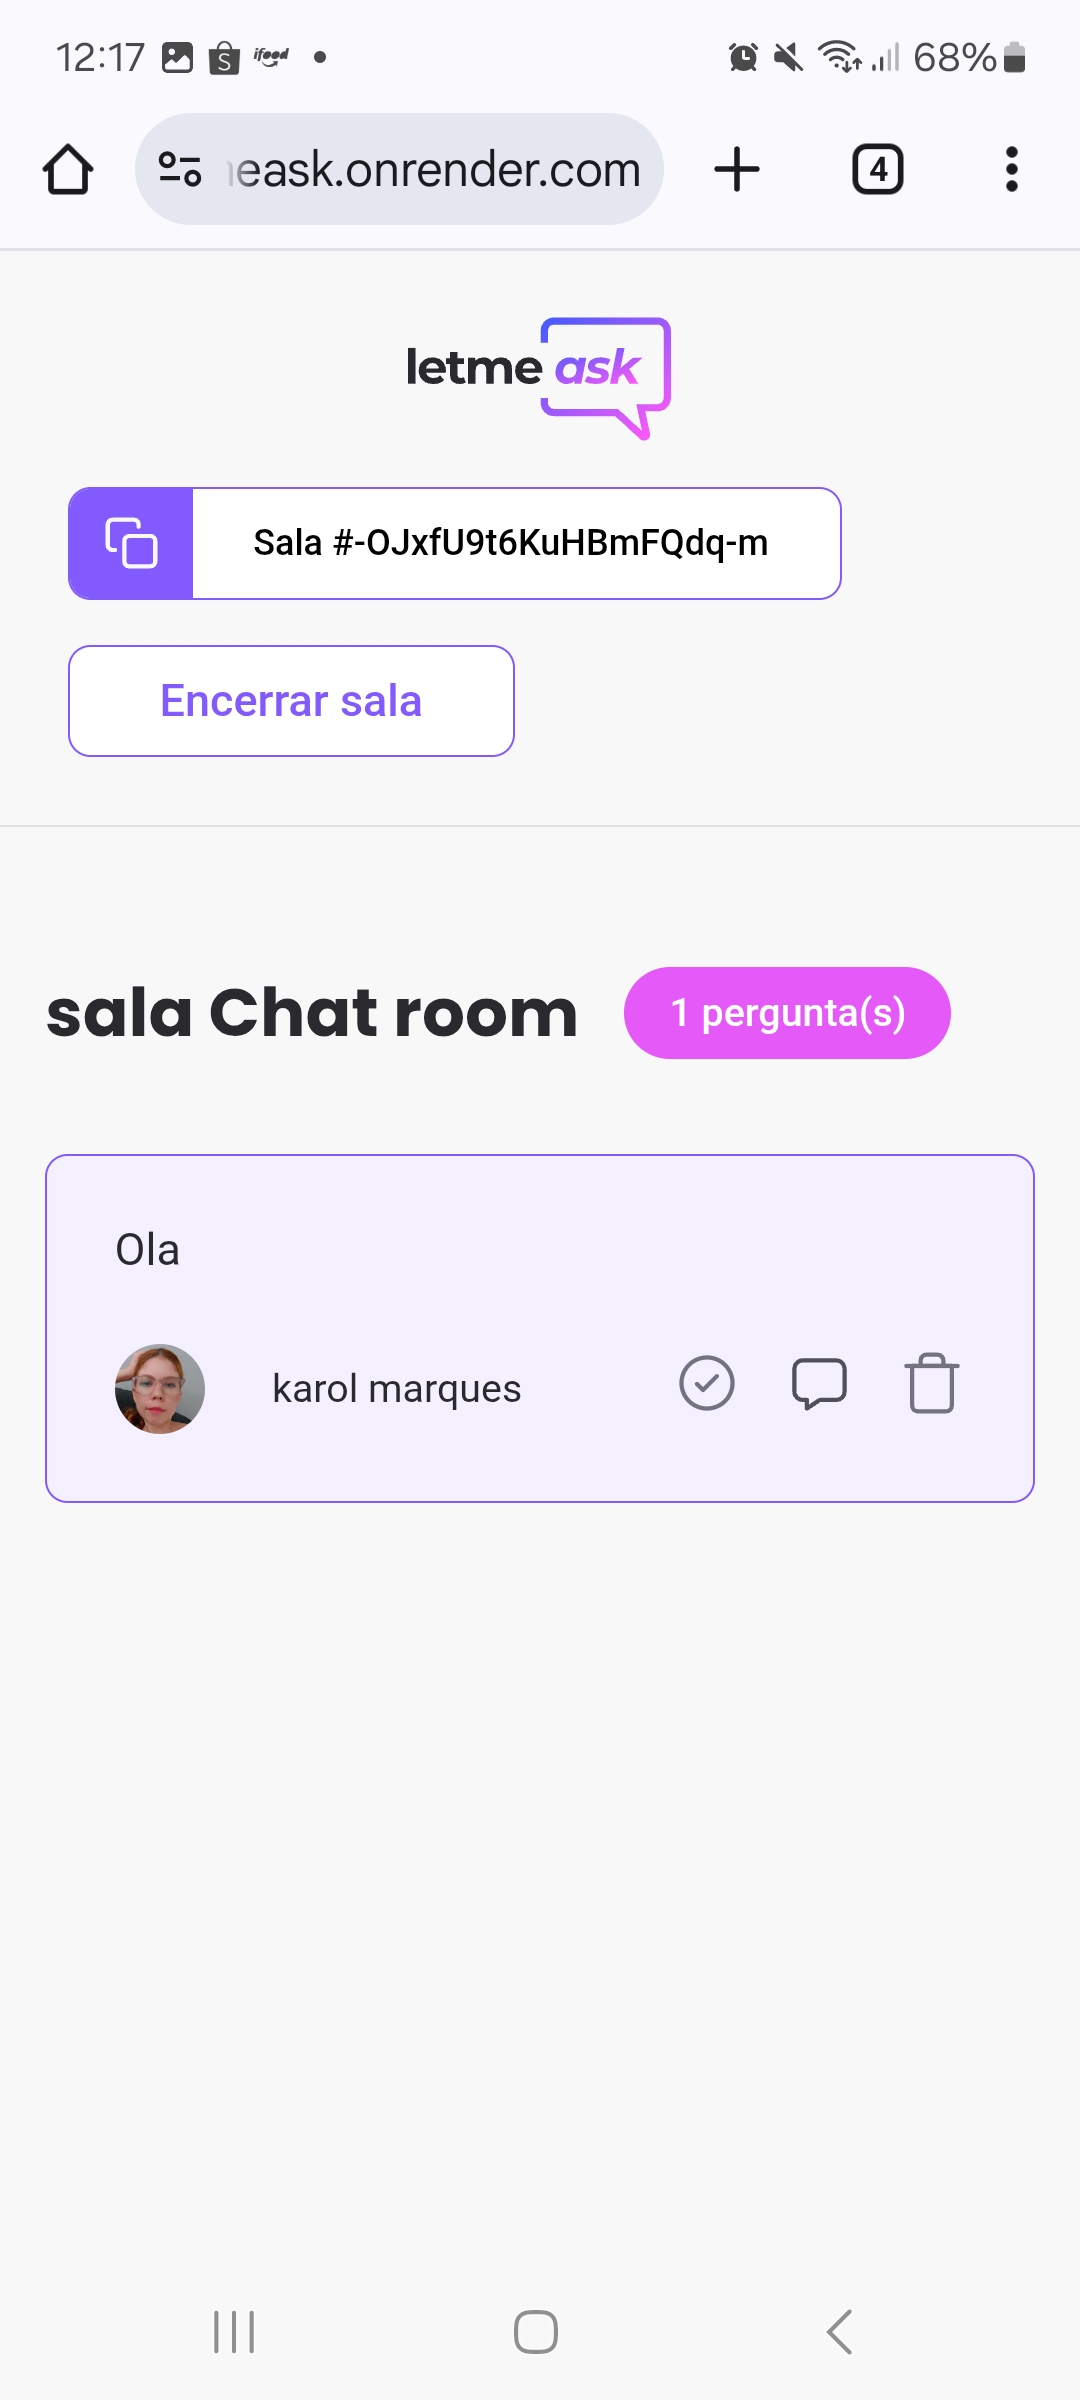 12:17
S
ifood
68%
eask.onrender.com
4
letme ask
Sala #-OJxfU9t6KuHBmFQdq-m
Encerrar sala
sala Chat room
1 pergunta(s)
Ola
karol marques